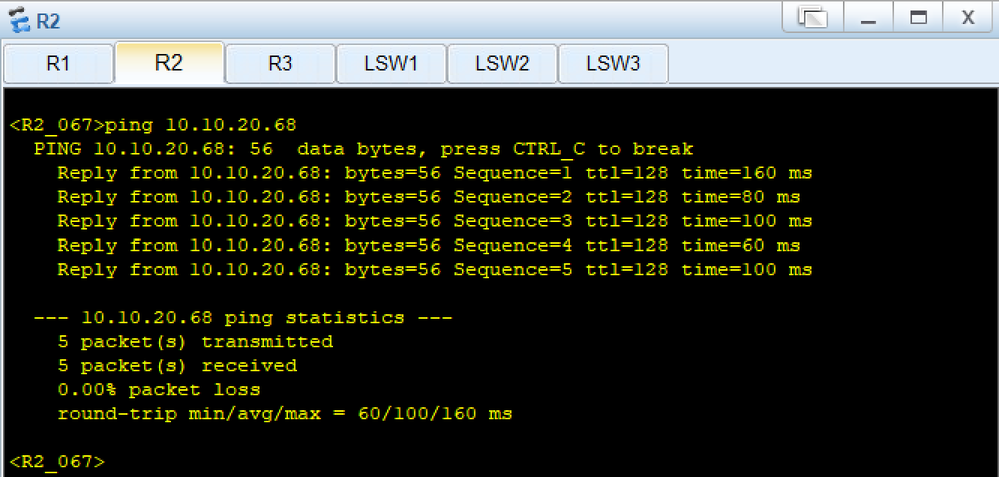 R2
X
R1 R2 R3 LSW1 LSW2 LSW3
<R2_067>ping 10.10.20.68
PING 10.10.20.68: 56  data bytes, press CTRL_C to break
Reply from 10.10.20.68: bytes=56 Sequence=1 ttl=128 time=160 ms
Reply from 10.10.20.68: bytes=56 Sequence=2 ttl=128 time=80 ms
Reply from 10.10.20.68: bytes=56 Sequence=3 ttl=128 time=100 ms
Reply from 10.10.20.68: bytes=56 Sequence=4 ttl=128 time=60 ms
Reply from 10.10.20.68: bytes=56 Sequence=5 ttl=128 time=100 ms
--- 10.10.20.68 ping statistics ---
5 packet(s) transmitted
5 packet(s) received
0.00% packet loss
round-trip min/avg/max = 60/100/160 ms
<R2_067>